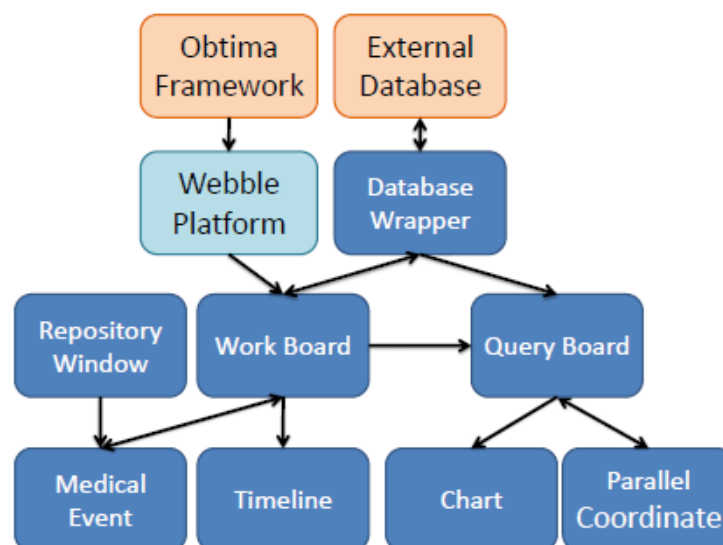 Obtima
Framework
External
Database
Webble
Platform
Database
Wrapper
Repository
Window
Work Board
Query Board
Medical
Event
Timeline
Chart
Parallel
Coordinate